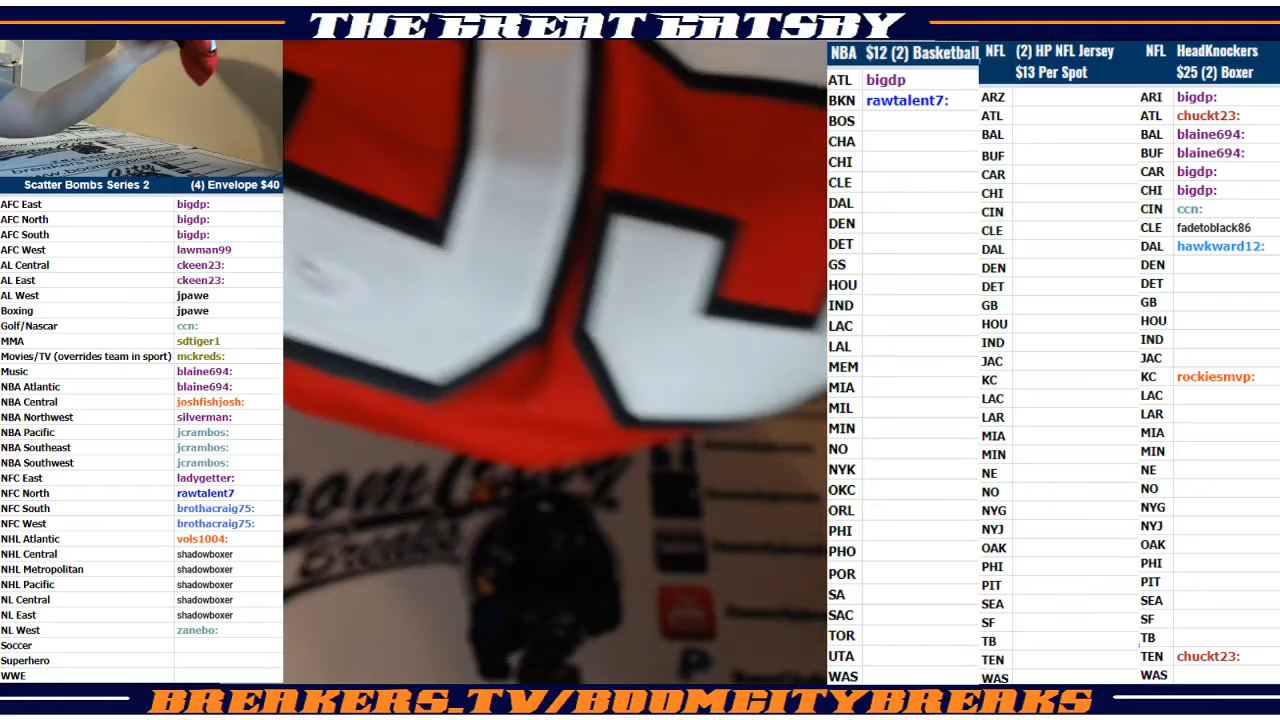 THE GREAT GATSBY
Scatter Bombs Series 2 (4) Envelope $40
AFC East bigdp:
AFC North bigdp:
AFC South bigdp:
AFC West lawman99
AL Central ckeen23:
AL East ckeen23:
AL West jpawe
Boxing jpawe
Golf/Nascar ccn:
MMA sdtiger1
Movies/TV (overrides team in sport) mckreds:
Music blaine694:
NBA Atlantic blaine694:
NBA Central joshfishjosh:
NBA Northwest silverman:
NBA Pacific jcrambos:
NBA Southeast jcrambos:
NBA Southwest jcrambos:
NFC East ladygetter:
NFC North rawtalent7
NFC South brothacraig75:
NFC West brothacraig75:
NHL Atlantic vols1004:
NHL Central shadowboxer
NHL Metropolitan shadowboxer
NHL Pacific shadowboxer
NL Central shadowboxer
NL East shadowboxer
NL West zanebo:
Soccer
Superhero
WWE
NBA $12 (2) Basketball
ATL bigdp
BKN rawtalent7:
BOS
CHA
CHI
CLE
DAL
DEN
DET
GS
HOU
IND
LAC
LAL
MEM
MIA
MIL
MIN
NO
NYK
OKC
ORL
PHI
PHO
POR
SA
SAC
TOR
UTA
WAS
NFL (2) HP NFL Jersey
$13 Per Spot
ARZ
ATL
BAL
BUF
CAR
CHI
CIN
CLE
DAL
DEN
DET
GB
HOU
IND
JAC
KC
LAC
LAR
MIA
MIN
NE
NO
NYG
NYJ
OAK
PHI
PIT
SEA
SF
TB
TEN
WAS
NFL HeadKnockers
$25 (2) Boxer
ARI bigdp:
ATL chuckt23:
BAL blaine694:
BUF blaine694:
CAR bigdp:
CHI bigdp:
CIN ccn:
CLE fadetoblack86
DAL hawkward12:
DEN
DET
GB
HOU
IND
JAC
KC rockiesmvp:
LAC
LAR
MIA
MIN
NE
NO
NYG
NYJ
OAK
PHI
PIT
SEA
SF
TB
TEN chuckt23:
WAS
BREAKERS.TV/BOOMCITYBREAKS